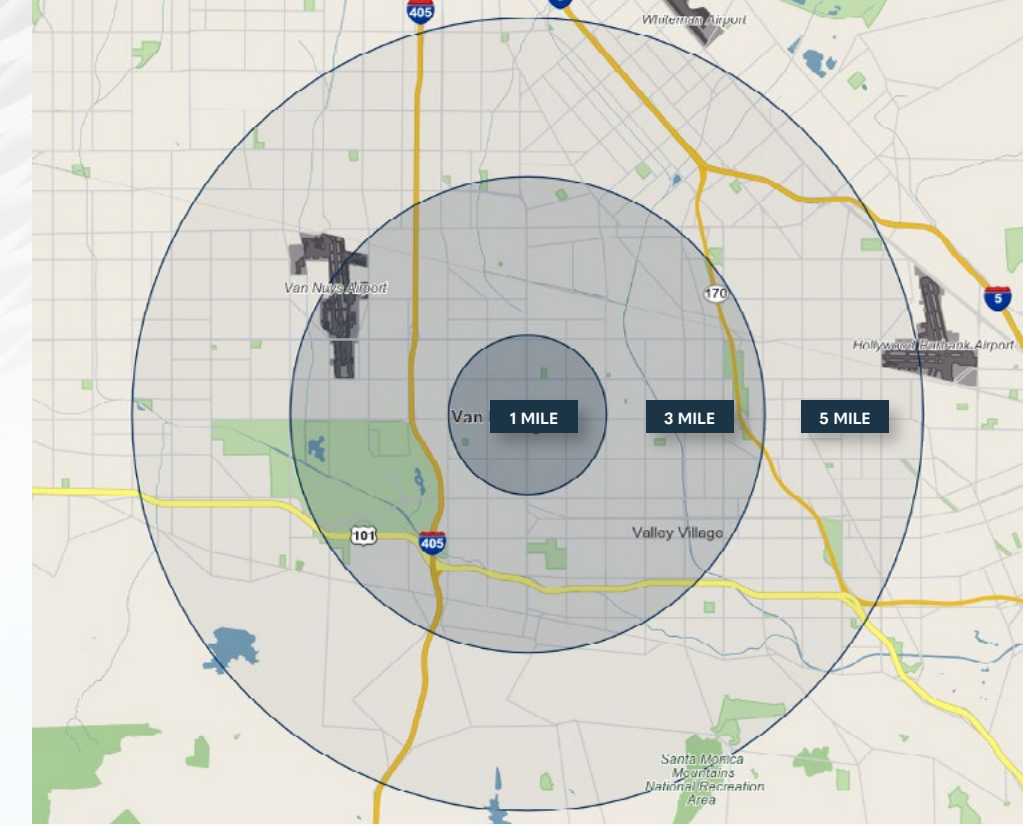 405
Whiteman Airport
Van Nuys Airport
170
5
Hollywood Burbank Airport
Van
1 MILE
3 MILE
5 MILE
101
405
Valley Village
Santa Monica
Mountains
National Recreation
Area